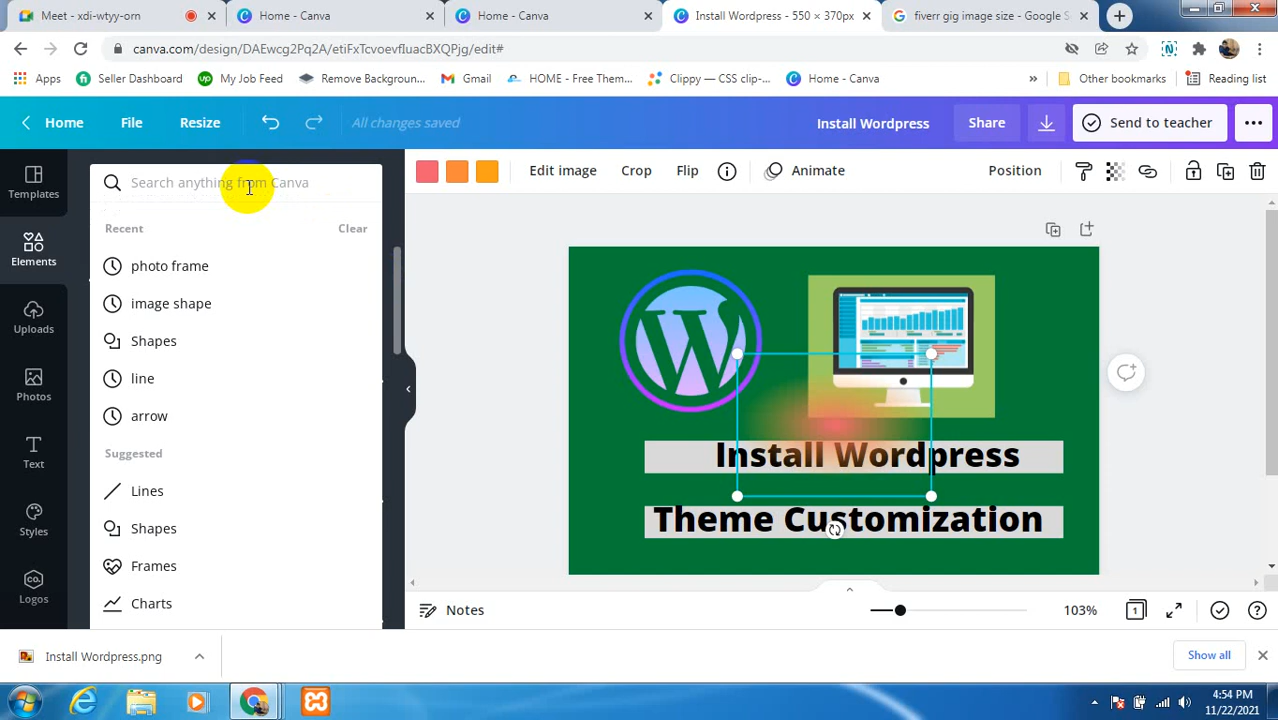 Meet - xdi-wtyy-orn
Home - Canva
Home - Canva
Install Wordpress - 550 × 370px
fiverr gig image size - Google S
canva.com/design/DAEwcg2Pq2A/etiFxTcvoevfIuacBXQPjg/edit#
Apps
Seller Dashboard
My Job Feed
Remove Background...
Gmail
HOME - Free Them...
Clippy — CSS clip-...
Home - Canva
»
Other bookmarks
Reading list
Home
File
Resize
All changes saved
Install Wordpress
Share
Send to teacher
Templates
Elements
Uploads
Photos
Text
Styles
CO.
Logos
Search anything from Canva
Recent
Clear
photo frame
image shape
Shapes
line
arrow
Suggested
Lines
Shapes
Frames
Charts
Edit image
Crop
Flip
Animate
Position
Install Wordpress
Theme Customization
Notes
103%
1
Install Wordpress.png
Show all
4:54 PM
11/22/2021